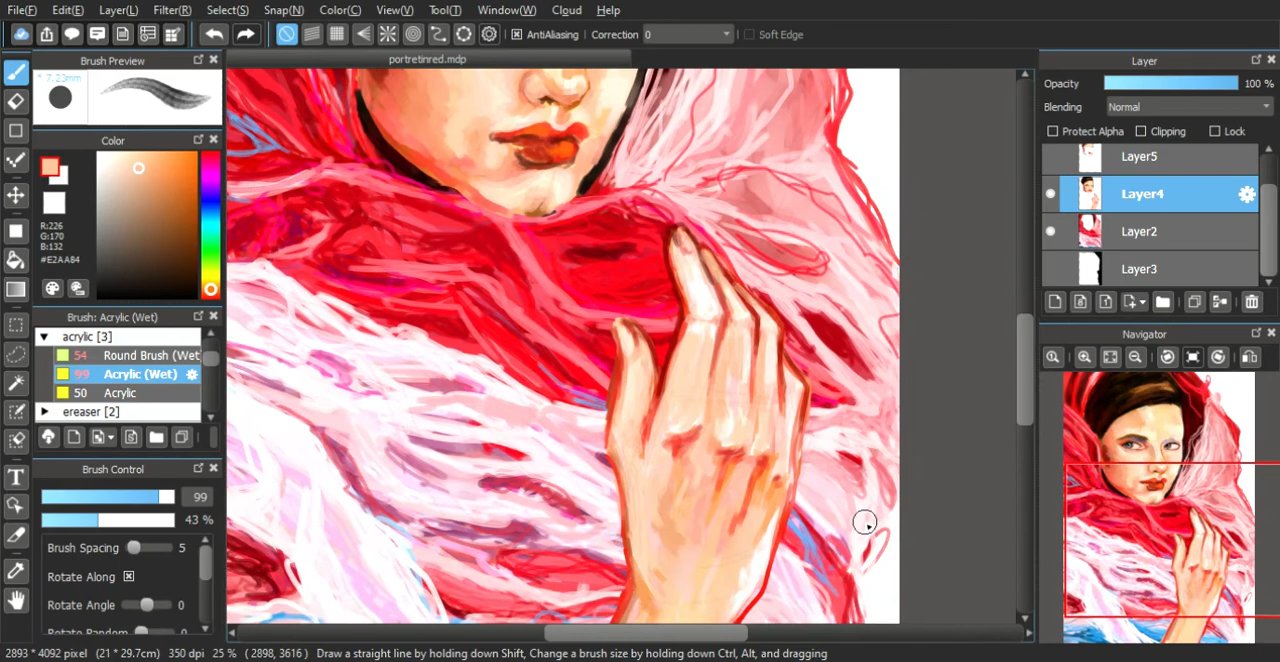 File(F) Edit(E) Layer(L) Filter(R) Select(S) Snap(N) Color(C) View(V) Tool(T) Window(W) Cloud Help
AntiAliasing Correction 0 Soft Edge
Brush Preview
portretinred.mdp
Layer
* 7.23mm
Opacity 100 %
Blending Normal
Color
Protect Alpha Clipping Lock
Layer5
Layer4
R:226
G:170
B:132
#E2AA84
Layer2
Layer3
Brush: Acrylic (Wet)
acrylic [3]
Navigator
54 Round Brush (Wet
99 Acrylic (Wet)
50 Acrylic
ereaser [2]
T
Brush Control
99
43 %
Brush Spacing 5
Rotate Along
Rotate Angle 0
Rotate Random 0
2893 * 4092 pixel (21 * 29.7cm) 350 dpi 25 % ( 2898, 3616 ) Draw a straight line by holding down Shift, Change a brush size by holding down Ctrl, Alt, and dragging